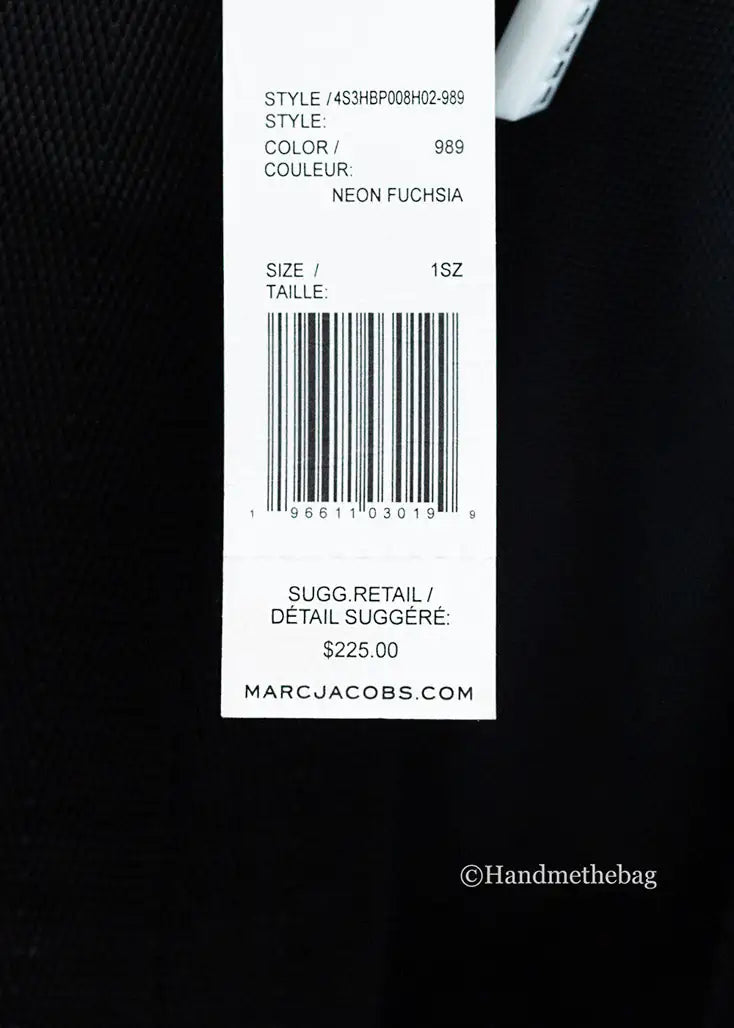 STYLE /4S3HBP008H02-989
STYLE:
COLOR / 989
COULEUR:
NEON FUCHSIA
SIZE / 1SZ
TAILLE:
1 96611 03019 9
SUGG.RETAIL /
DÉTAIL SUGGÉRÉ:
$225.00
MARCJACOBS.COM
©Handmethebag